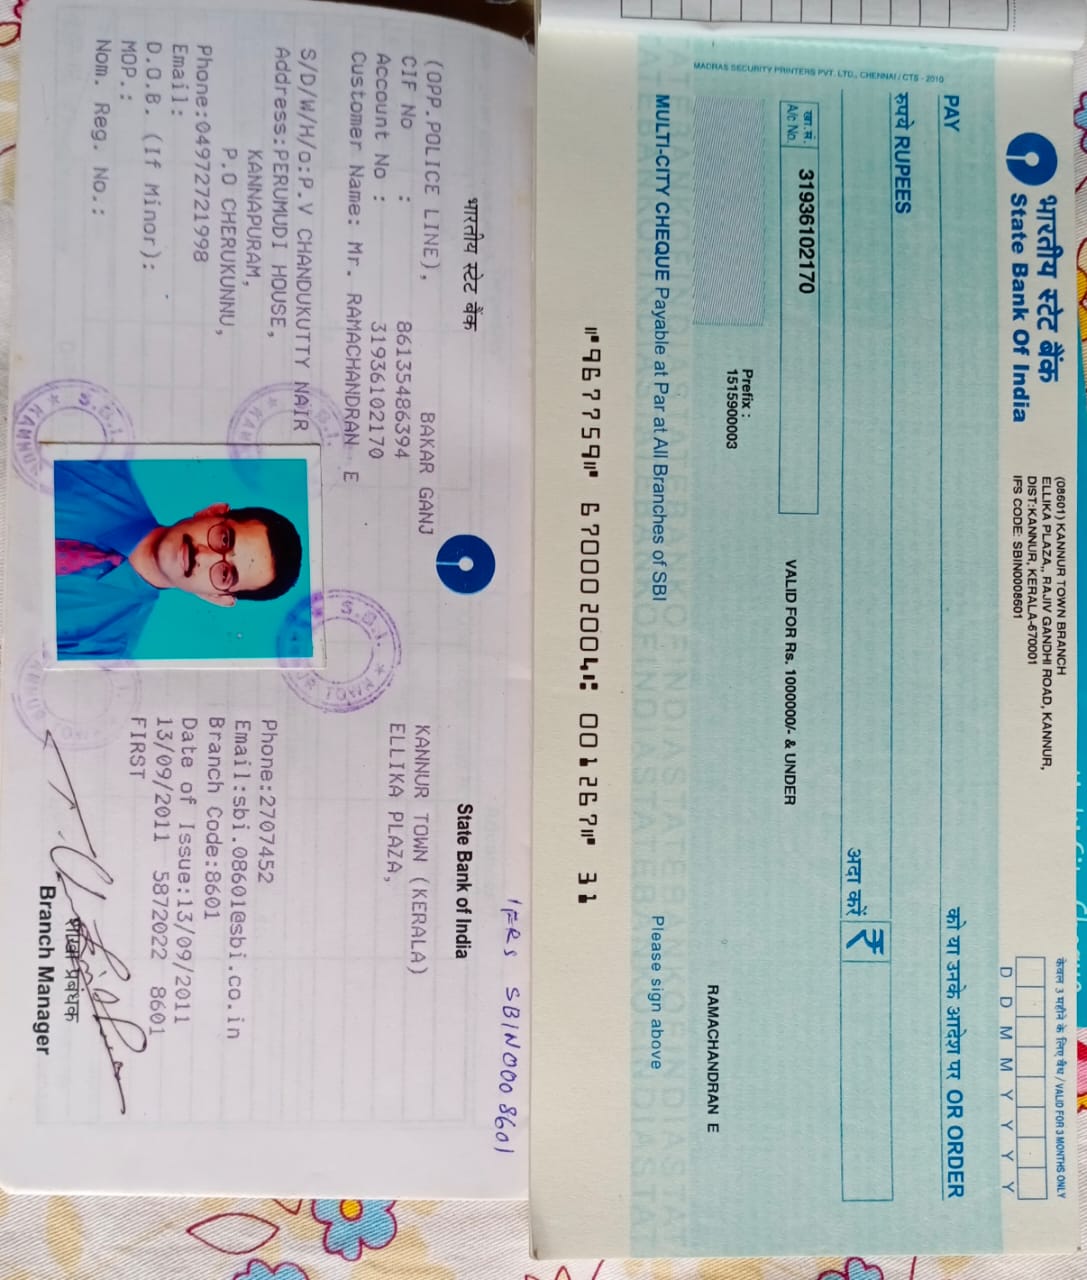 भारतीय स्टेट बैंक
State Bank Of India
(08601) KANNUR TOWN BRANCH
ELLIKA PLAZA,, RAJIV GANDHI ROAD, KANNUR,
DIST:KANNUR, KERALA-670001
IFS CODE: SBIN0008601
केवल 3 महीने के लिए वैध / VALID FOR 3 MONTHS ONLY
D D M M Y Y Y Y
PAY
को या उनके आदेश पर OR ORDER
रुपये RUPEES
अदा करें ₹
खा.सं.
A/c No.
31936102170
VALID FOR Rs. 1000000/- & UNDER
MADRAS SECURITY PRINTERS PVT. LTD., CHENNAI / CTS - 2010
Prefix :
1515900003
RAMACHANDRAN E
MULTI-CITY CHEQUE Payable at Par at All Branches of SBI
Please sign above
⑈967759⑈ 670002004⑆ 001267⑈ 31
IFRS SBIN0008601
भारतीय स्टेट बैंक
State Bank of India
(OPP.POLICE LINE), BAKAR GANJ KANNUR TOWN (KERALA)
CIF No : 86135486394 ELLIKA PLAZA,
Account No : 31936102170
Customer Name: Mr. RAMACHANDRAN E
S/D/W/H/o:P.V CHANDUKUTTY NAIR
Address:PERUMUDI HOUSE,
KANNAPURAM,
P.O CHERUKUNNU,
Phone:04972721998
Email:
D.O.B. (If Minor):
MOP.:
Nom. Reg. No.:
Phone:2707452
Email:sbi.08601@sbi.co.in
Branch Code:8601
Date of Issue:13/09/2011
13/09/2011 5872022 8601
FIRST
शाखा प्रबंधक
Branch Manager